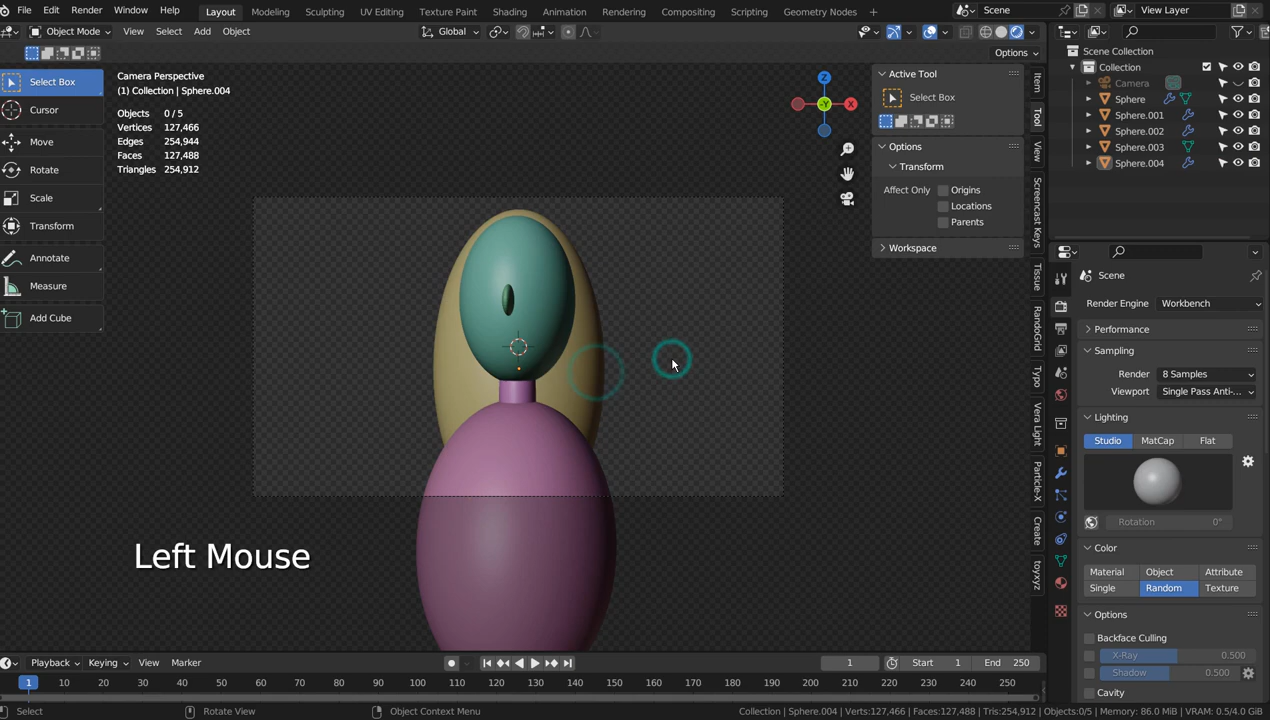 File Edit Render Window Help Layout Modeling Sculpting UV Editing Texture Paint Shading Animation Rendering Compositing Scripting Geometry Nodes + Scene View Layer
Object Mode View Select Add Object Global
Options
Select Box
Cursor
Move
Rotate
Scale
Transform
Annotate
Measure
Add Cube
Camera Perspective
(1) Collection | Sphere.004
Objects 0 / 5
Vertices 127,466
Edges 254,944
Faces 127,488
Triangles 254,912
Z
-Y
X
Left Mouse
Active Tool
Select Box
Options
Transform
Affect Only Origins
Locations
Parents
Workspace
Item
Tool
View
Screencast Keys
Tissue
RandoGrid
Typo
Vera Light
Particle-X
Create
toyxyz
Scene Collection
Collection
Camera
Sphere
Sphere.001
Sphere.002
Sphere.003
Sphere.004
Scene
Render Engine Workbench
Performance
Sampling
Render 8 Samples
Viewport Single Pass Anti-...
Lighting
Studio MatCap Flat
Rotation 0°
Color
Material Object Attribute
Single Random Texture
Options
Backface Culling
X-Ray 0.500
Shadow 0.500
Cavity
Playback Keying View Marker 1 Start 1 End 250
1 10 20 30 40 50 60 70 80 90 100 110 120 130 140 150 160 170 180 190 200 210 220 230 240 250
Select Rotate View Object Context Menu Collection | Sphere.004 | Verts:127,466 | Faces:127,488 | Tris:254,912 | Objects:0/5 | Memory: 86.0 MiB | VRAM: 0.5/4.0 GiB